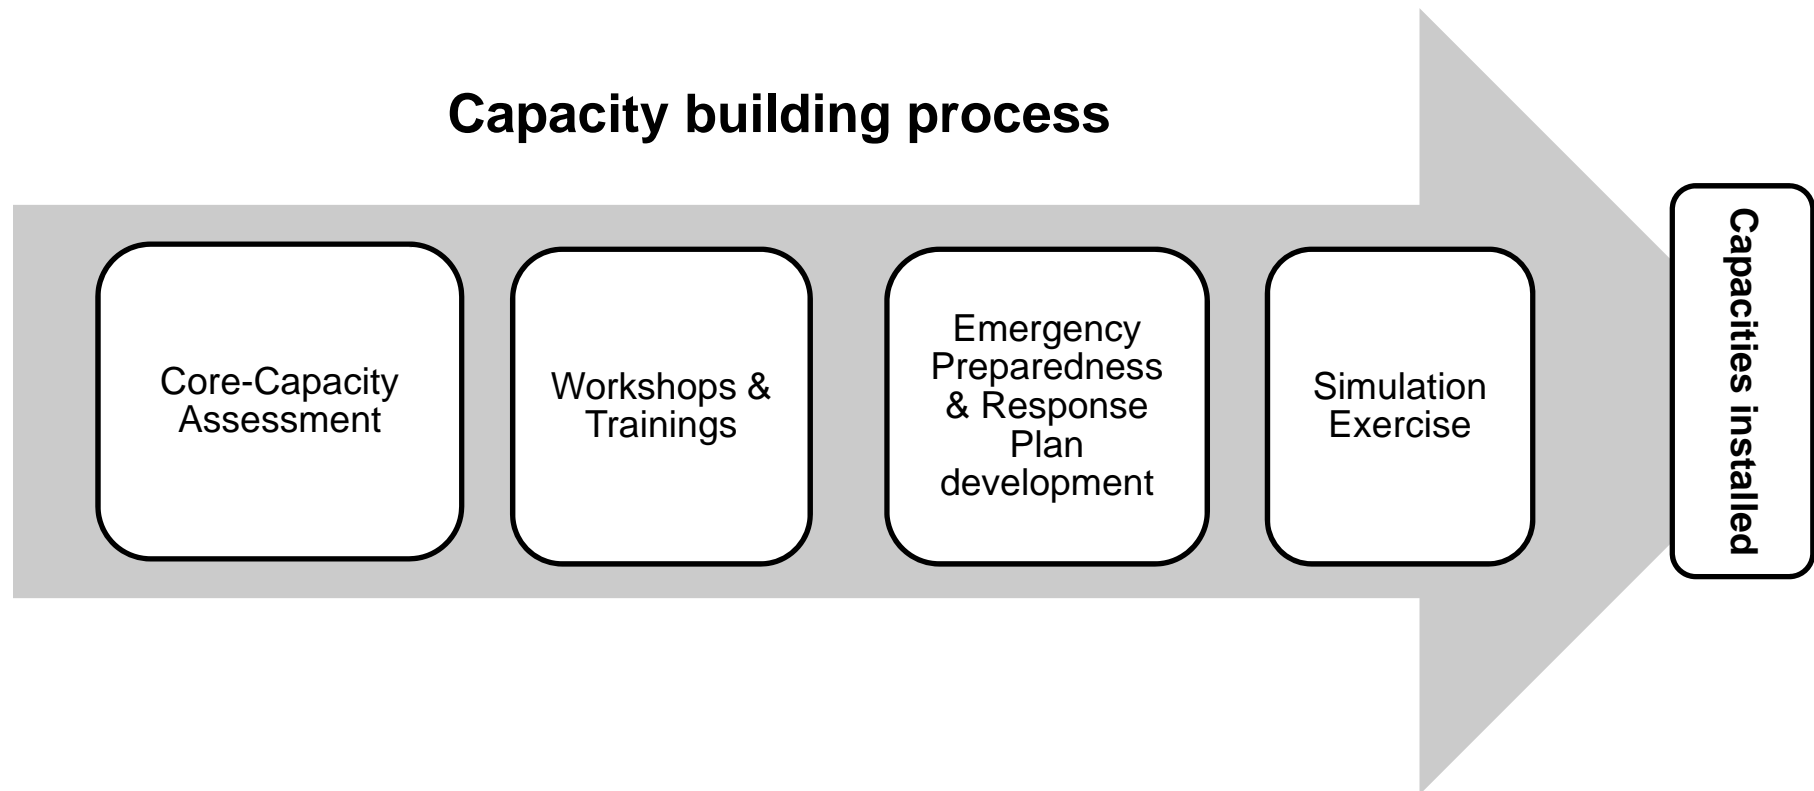 Capacity building process
Core-Capacity
Assessment
Workshops &
Trainings
Emergency
Preparedness
& Response
Plan
development
Simulation
Exercise
Capacities installed